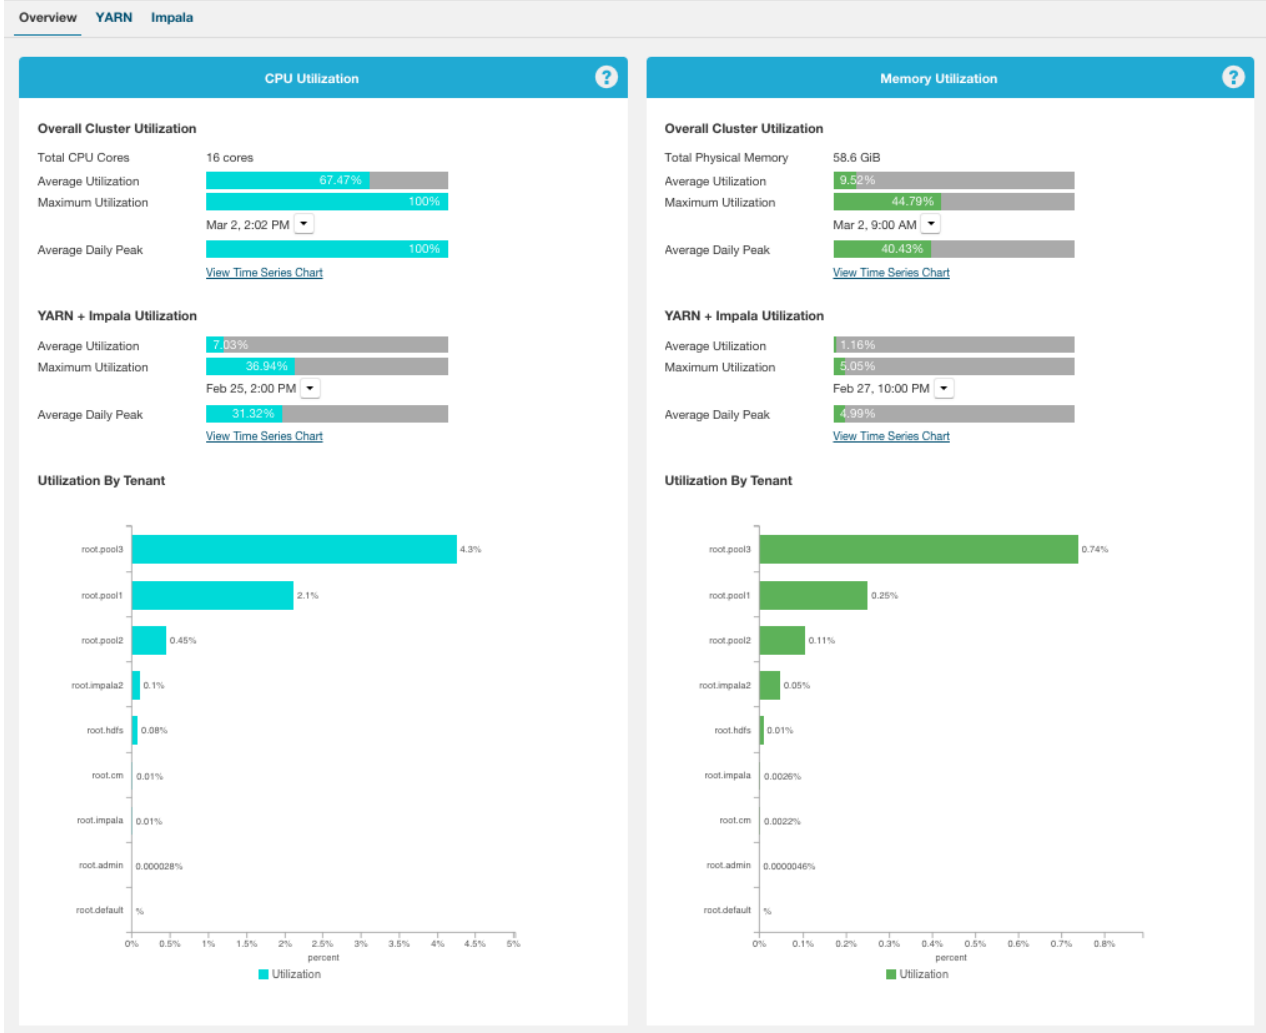 Overview YARN Impala
CPU Utilization ?
Overall Cluster Utilization
Total CPU Cores 16 cores
Average Utilization 67.47%
Maximum Utilization 100%
Mar 2, 2:02 PM
Average Daily Peak 100%
View Time Series Chart
YARN + Impala Utilization
Average Utilization 7.03%
Maximum Utilization 36.94%
Feb 25, 2:00 PM
Average Daily Peak 31.32%
View Time Series Chart
Utilization By Tenant
root.pool3 4.3%
root.pool1 2.1%
root.pool2 0.45%
root.impala2 0.1%
root.hdfs 0.08%
root.cm 0.01%
root.impala 0.01%
root.admin 0.000028%
root.default %
0% 0.5% 1% 1.5% 2% 2.5% 3% 3.5% 4% 4.5% 5%
percent
Utilization
Memory Utilization ?
Overall Cluster Utilization
Total Physical Memory 58.6 GiB
Average Utilization 9.52%
Maximum Utilization 44.79%
Mar 2, 9:00 AM
Average Daily Peak 40.43%
View Time Series Chart
YARN + Impala Utilization
Average Utilization 1.16%
Maximum Utilization 5.05%
Feb 27, 10:00 PM
Average Daily Peak 4.99%
View Time Series Chart
Utilization By Tenant
root.pool3 0.74%
root.pool1 0.25%
root.pool2 0.11%
root.impala2 0.05%
root.hdfs 0.01%
root.impala 0.0026%
root.cm 0.0022%
root.admin 0.0000046%
root.default %
0% 0.1% 0.2% 0.3% 0.4% 0.5% 0.6% 0.7% 0.8%
percent
Utilization